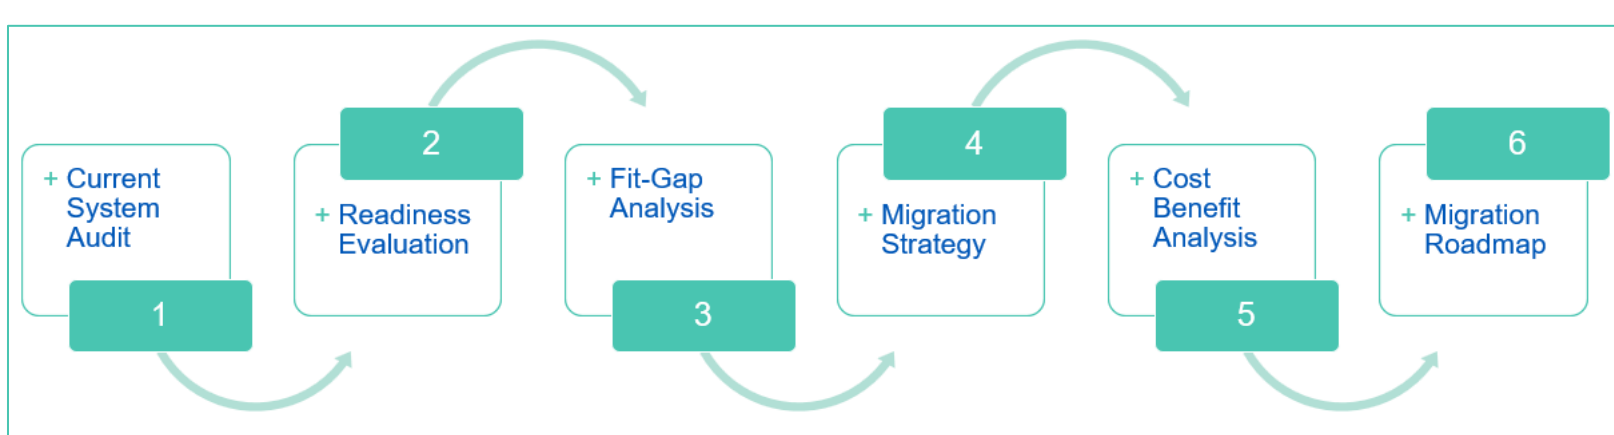 + Current
System
Audit
1
2
+ Readiness
Evaluation
+ Fit-Gap
Analysis
3
4
+ Migration
Strategy
+ Cost
Benefit
Analysis
5
6
+ Migration
Roadmap